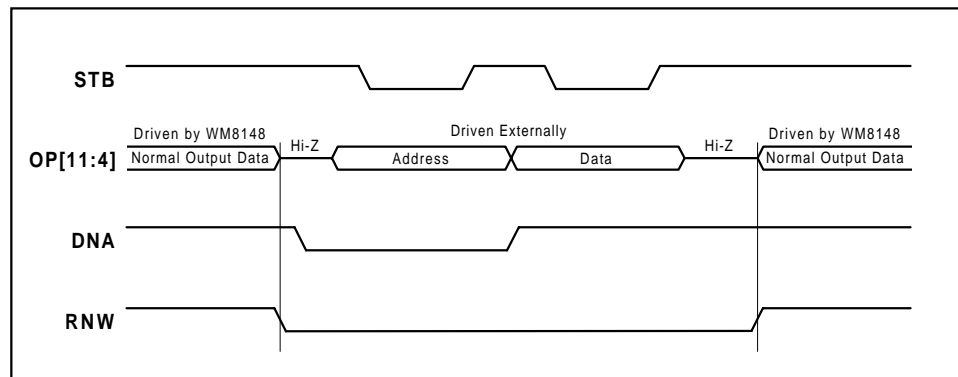 STB
Driven by WM8148 Driven Externally Driven by WM8148
Hi-Z Hi-Z
OP[11:4] Normal Output Data Address Data Normal Output Data
DNA
RNW